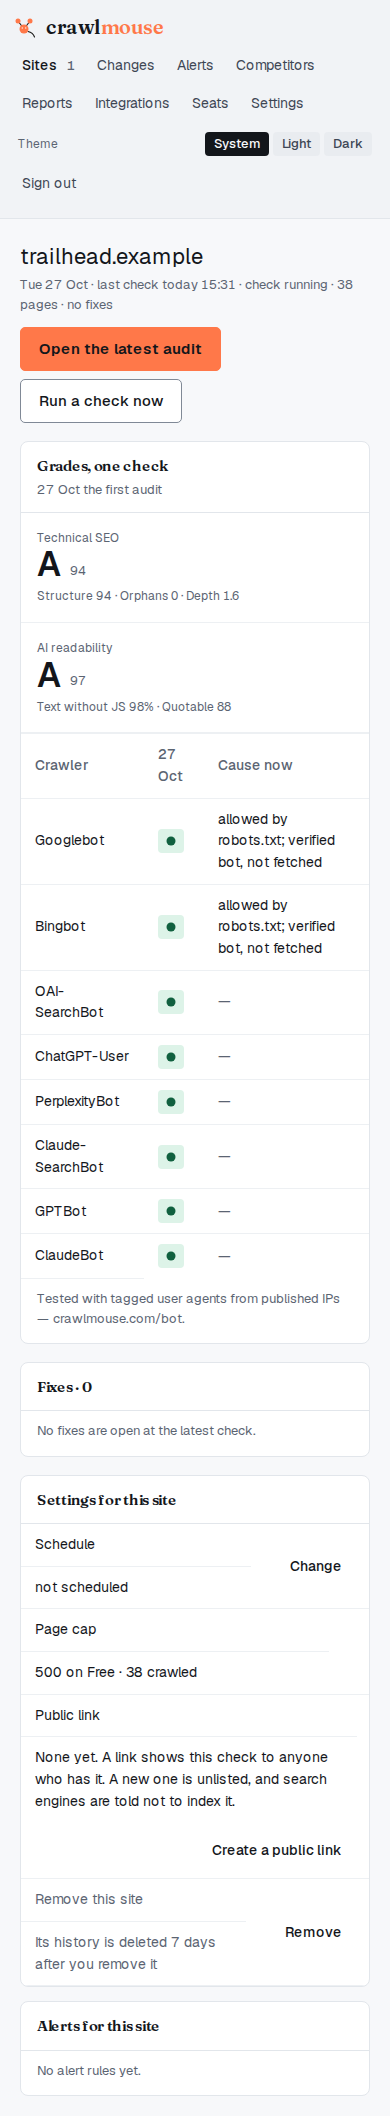 crawlmouse
Sites 1 Changes Alerts Competitors
Reports Integrations Seats Settings
Theme System Light Dark
Sign out
trailhead.example
Tue 27 Oct · last check today 15:31 · check running · 38
pages · no fixes
Open the latest audit
Run a check now
Grades, one check
27 Oct the first audit
Technical SEO
A 94
Structure 94 · Orphans 0 · Depth 1.6
AI readability
A 97
Text without JS 98% · Quotable 88
Crawler 27 Oct Cause now
Googlebot allowed by
robots.txt; verified
bot, not fetched
Bingbot allowed by
robots.txt; verified
bot, not fetched
OAI-
SearchBot —
ChatGPT-User —
PerplexityBot —
Claude-
SearchBot —
GPTBot —
ClaudeBot —
Tested with tagged user agents from published IPs
— crawlmouse.com/bot.
Fixes · 0
No fixes are open at the latest check.
Settings for this site
Schedule
Change
not scheduled
Page cap
500 on Free · 38 crawled
Public link
None yet. A link shows this check to anyone
who has it. A new one is unlisted, and search
engines are told not to index it.
Create a public link
Remove this site
Remove
Its history is deleted 7 days
after you remove it
Alerts for this site
No alert rules yet.